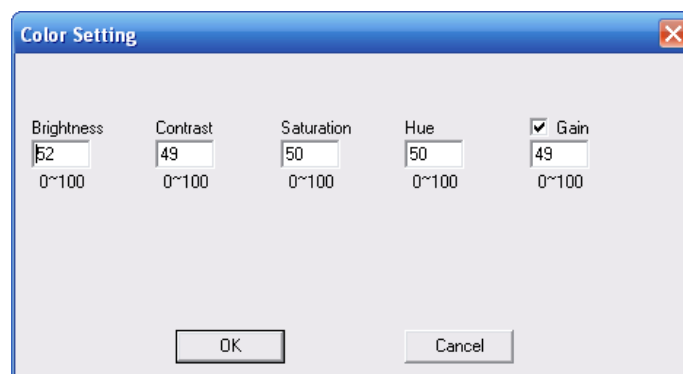 Color Setting
Brightness Contrast Saturation Hue Gain
52 49 50 50 49
0~100 0~100 0~100 0~100 0~100
OK Cancel